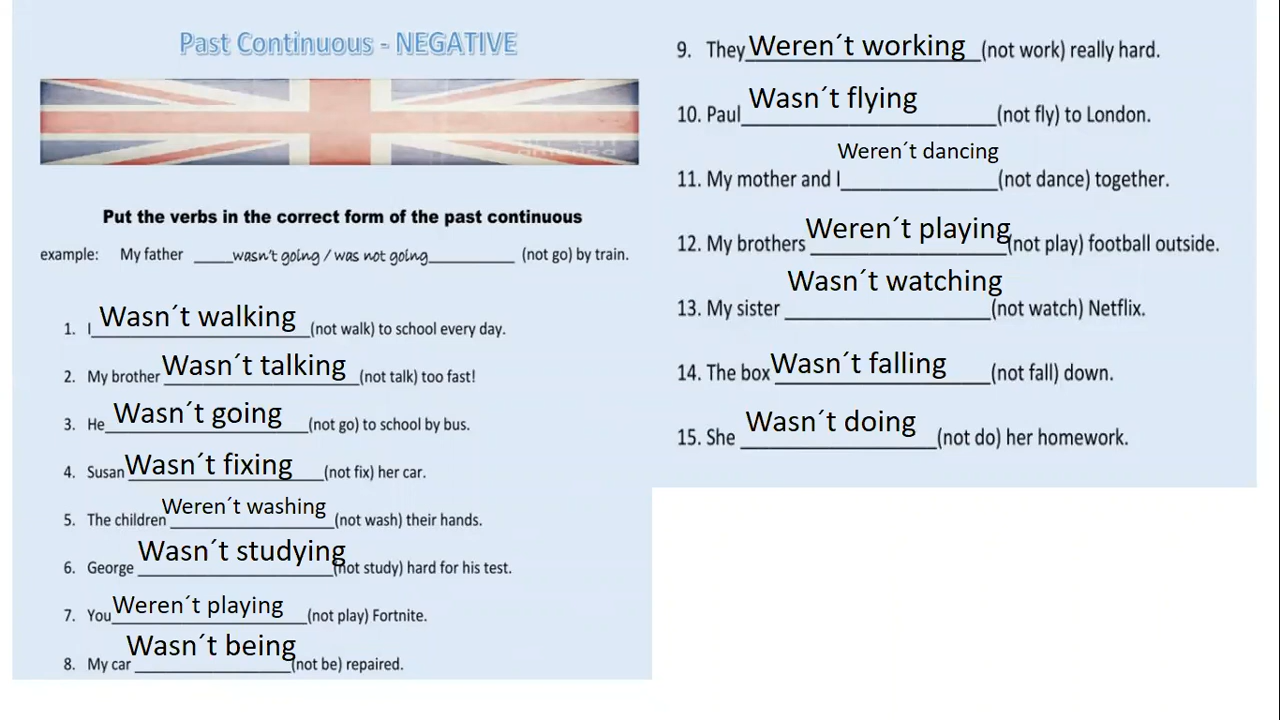 Past Continuous - NEGATIVE
Put the verbs in the correct form of the past continuous
example: My father _____wasn't going / was not going___________ (not go) by train.
1. I Wasn´t walking (not walk) to school every day.
2. My brother Wasn´t talking (not talk) too fast!
3. He Wasn´t going (not go) to school by bus.
4. Susan Wasn´t fixing (not fix) her car.
5. The children Weren´t washing (not wash) their hands.
6. George Wasn´t studying (not study) hard for his test.
7. You Weren´t playing (not play) Fortnite.
8. My car Wasn´t being (not be) repaired.
9. They Weren´t working (not work) really hard.
10. Paul Wasn´t flying (not fly) to London.
11. My mother and I Weren´t dancing (not dance) together.
12. My brothers Weren´t playing (not play) football outside.
13. My sister Wasn´t watching (not watch) Netflix.
14. The box Wasn´t falling (not fall) down.
15. She Wasn´t doing (not do) her homework.